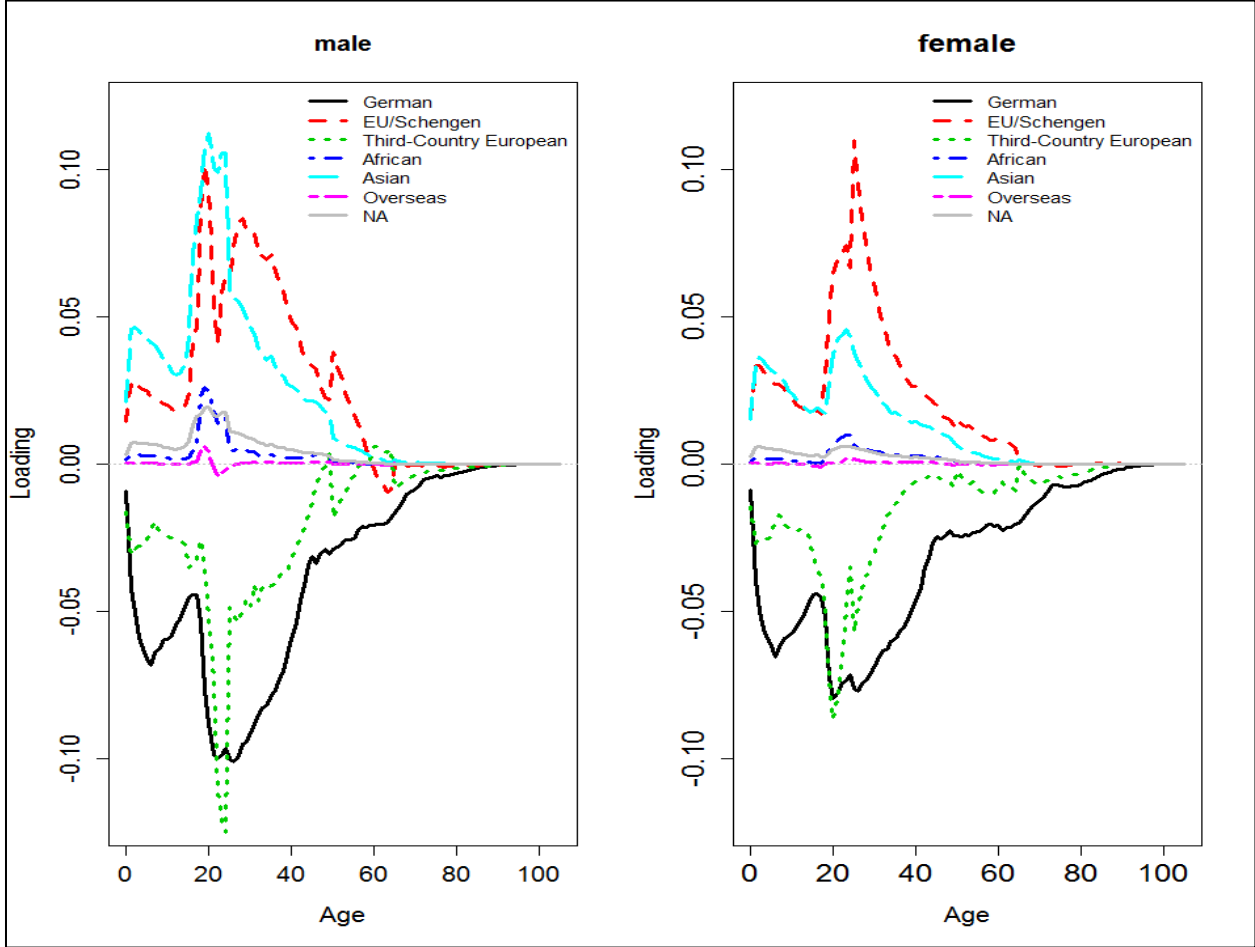 male
German
EU/Schengen
Third-Country European
African
Asian
Overseas
NA
Loading
0.10
0.05
0.00
-0.05
-0.10
0 20 40 60 80 100
Age
female
German
EU/Schengen
Third-Country European
African
Asian
Overseas
NA
Loading
0.10
0.05
0.00
-0.05
-0.10
0 20 40 60 80 100
Age